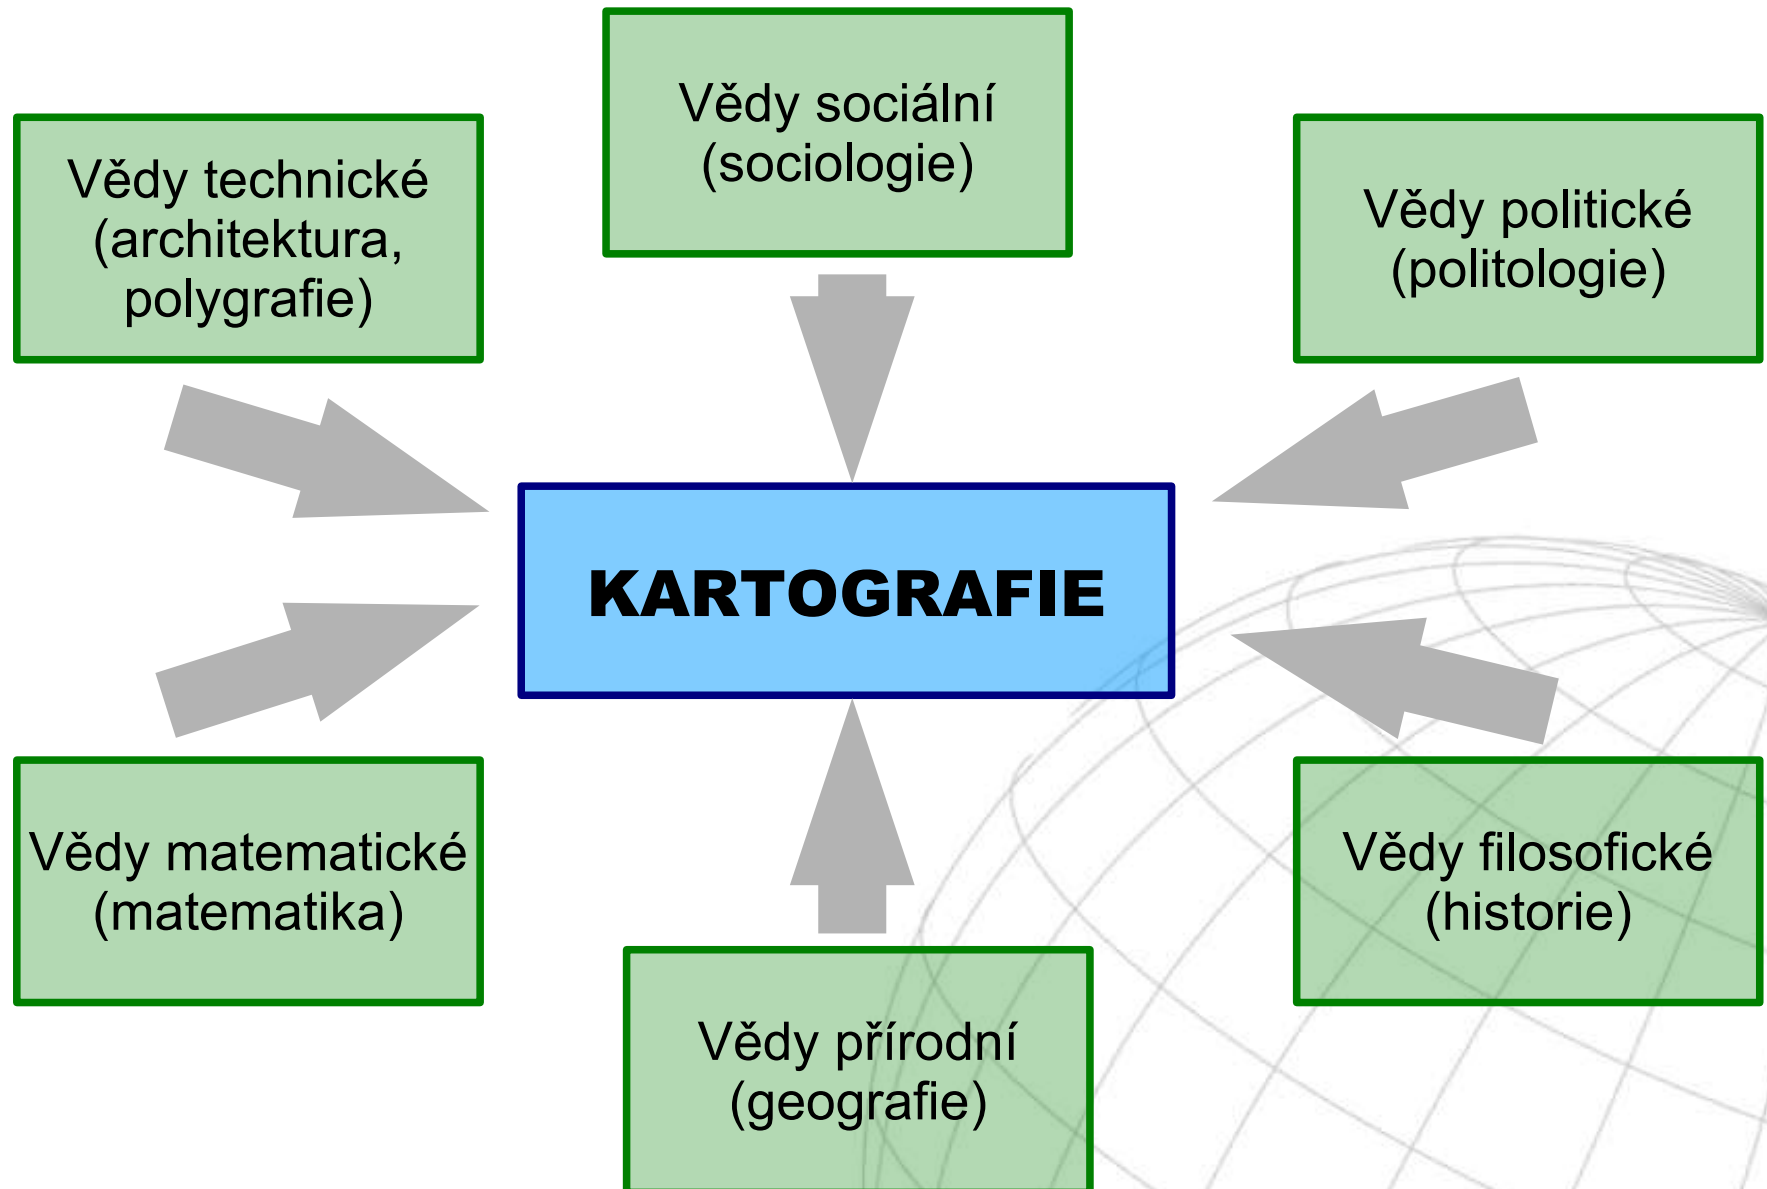 Vědy sociální
(sociologie)
Vědy technické
(architektura,
polygrafie)
Vědy politické
(politologie)
KARTOGRAFIE
Vědy matematické
(matematika)
Vědy filosofické
(historie)
Vědy přírodní
(geografie)